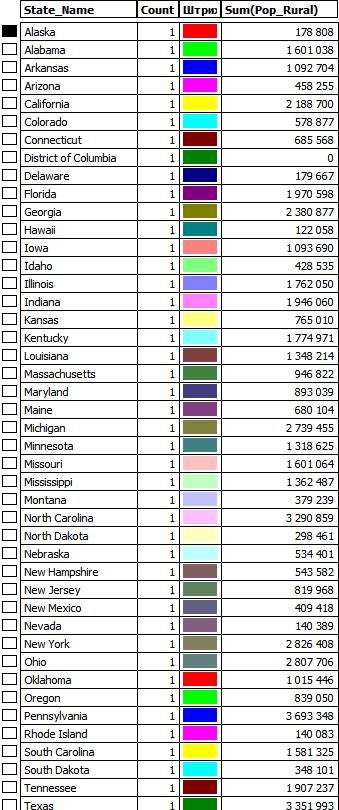 State_Name Count Штрих Sum(Pop_Rural)
Alaska 1 178 808
Alabama 1 1 601 038
Arkansas 1 1 092 704
Arizona 1 458 255
California 1 2 188 700
Colorado 1 578 877
Connecticut 1 685 568
District of Columbia 1 0
Delaware 1 179 667
Florida 1 1 970 598
Georgia 1 2 380 877
Hawaii 1 122 058
Iowa 1 1 093 690
Idaho 1 428 535
Illinois 1 1 762 050
Indiana 1 1 946 060
Kansas 1 765 010
Kentucky 1 1 774 971
Louisiana 1 1 348 214
Massachusetts 1 946 822
Maryland 1 893 039
Maine 1 680 104
Michigan 1 2 739 455
Minnesota 1 1 318 625
Missouri 1 1 601 064
Mississippi 1 1 362 487
Montana 1 379 239
North Carolina 1 3 290 859
North Dakota 1 298 461
Nebraska 1 534 401
New Hampshire 1 543 582
New Jersey 1 819 968
New Mexico 1 409 418
Nevada 1 140 389
New York 1 2 826 408
Ohio 1 2 807 706
Oklahoma 1 1 015 446
Oregon 1 839 050
Pennsylvania 1 3 693 348
Rhode Island 1 140 083
South Carolina 1 1 581 325
South Dakota 1 348 101
Tennessee 1 1 907 237
Texas 1 3 351 993